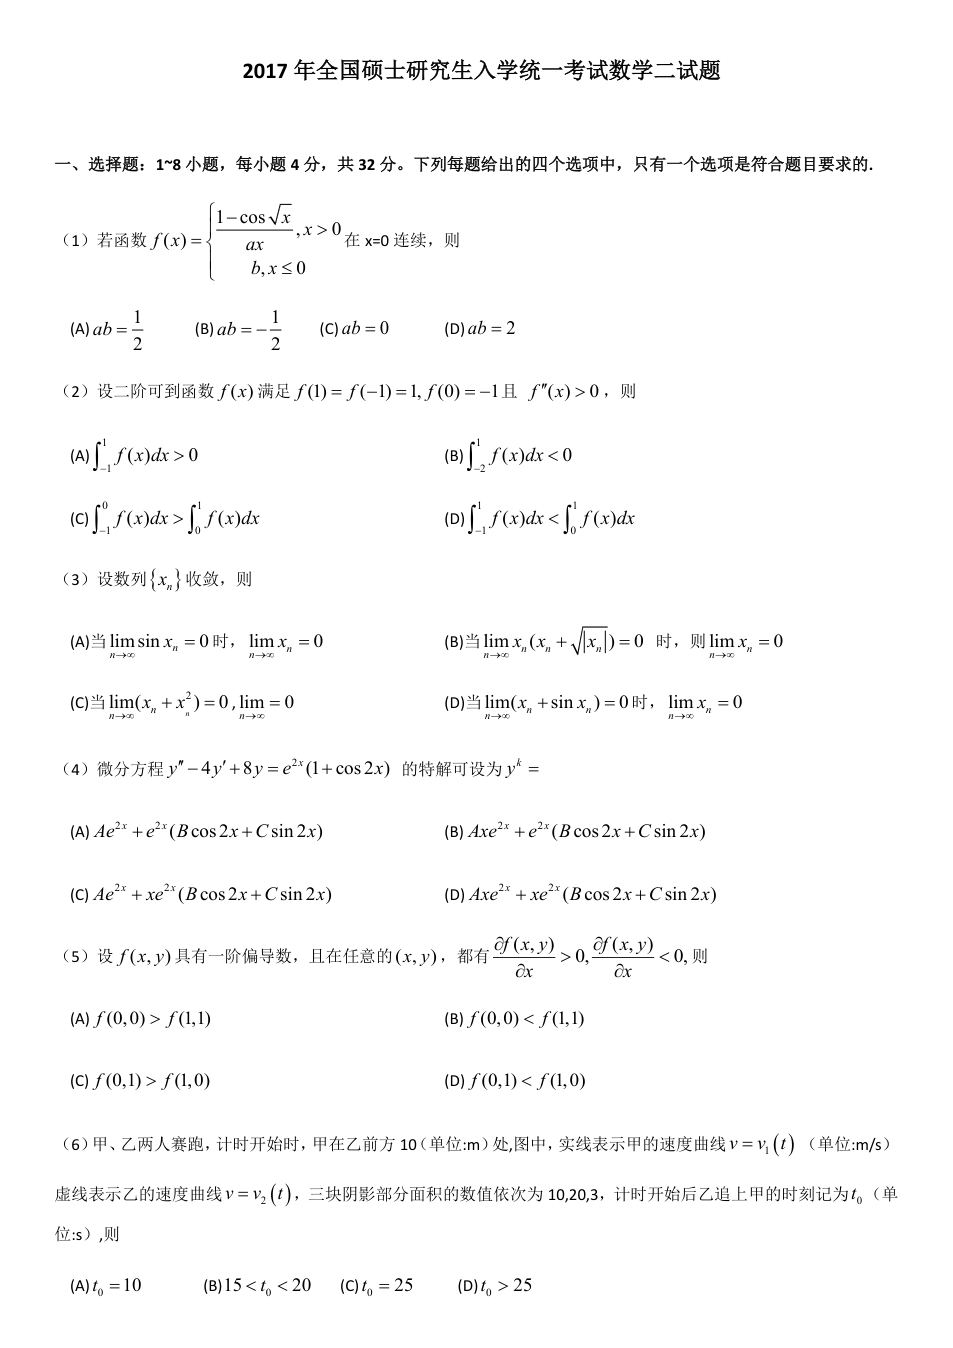 2017 年全国硕士研究生入学统一考试数学二试题
一、选择题：1~8 小题，每小题 4 分，共 32 分。下列每题给出的四个选项中，只有一个选项是符合题目要求的.
（1）若函数 f(x) = { (1−cos√x)/(ax), x > 0; b, x ≤ 0 在 x=0 连续，则
(A) ab = 1/2 (B) ab = −1/2 (C) ab = 0 (D) ab = 2
（2）设二阶可到函数 f(x) 满足 f(1) = f(−1) = 1, f(0) = −1 且 f″(x) > 0，则
(A) ∫_{−1}^{1} f(x)dx > 0 (B) ∫_{−2}^{1} f(x)dx < 0
(C) ∫_{−1}^{0} f(x)dx > ∫_{0}^{1} f(x)dx (D) ∫_{−1}^{1} f(x)dx < ∫_{0}^{1} f(x)dx
（3）设数列 {x_n} 收敛，则
(A)当 lim_{n→∞} sin x_n = 0 时，lim_{n→∞} x_n = 0 (B)当 lim_{n→∞} x_n(x_n + √|x_n|) = 0 时，则 lim_{n→∞} x_n = 0
(C)当 lim_{n→∞}(x_n + x_n^2) = 0，lim_{n→∞} = 0 (D)当 lim_{n→∞}(x_n + sin x_n) = 0 时，lim_{n→∞} x_n = 0
（4）微分方程 y″ − 4y′ + 8y = e^{2x}(1 + cos 2x) 的特解可设为 y^k =
(A) Ae^{2x} + e^{2x}(B cos 2x + C sin 2x) (B) Axe^{2x} + e^{2x}(B cos 2x + C sin 2x)
(C) Ae^{2x} + xe^{2x}(B cos 2x + C sin 2x) (D) Axe^{2x} + xe^{2x}(B cos 2x + C sin 2x)
（5）设 f(x, y) 具有一阶偏导数，且在任意的 (x, y)，都有 ∂f(x, y)/∂x > 0, ∂f(x, y)/∂x < 0, 则
(A) f(0,0) > f(1,1) (B) f(0,0) < f(1,1)
(C) f(0,1) > f(1,0) (D) f(0,1) < f(1,0)
（6）甲、乙两人赛跑，计时开始时，甲在乙前方 10（单位:m）处,图中，实线表示甲的速度曲线 v = v_1(t) （单位:m/s）
虚线表示乙的速度曲线 v = v_2(t)，三块阴影部分面积的数值依次为 10,20,3，计时开始后乙追上甲的时刻记为 t_0（单
位:s）,则
(A) t_0 = 10 (B) 15 < t_0 < 20 (C) t_0 = 25 (D) t_0 > 25